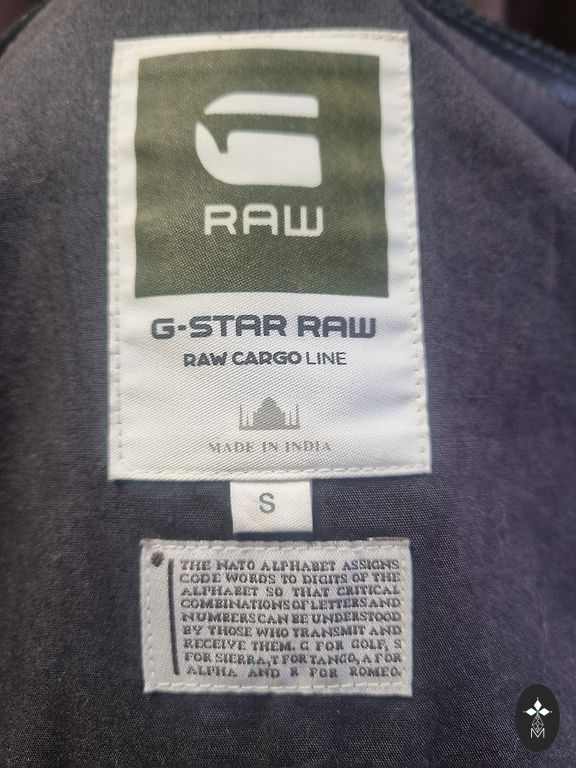 RAW
G-STAR RAW
RAW CARGO LINE
MADE IN INDIA
S
THE NATO ALPHABET ASSIGNS
CODE WORDS TO DIGITS OF THE
ALPHABET SO THAT CRITICAL
COMBINATIONS OF LETTERS AND
NUMBERS CAN BE UNDERSTOOD
BY THOSE WHO TRANSMIT AND
RECEIVE THEM. G FOR GOLF, S
FOR SIERRA, T FOR TANGO, A FOR
ALPHA AND R FOR ROMEO.
M